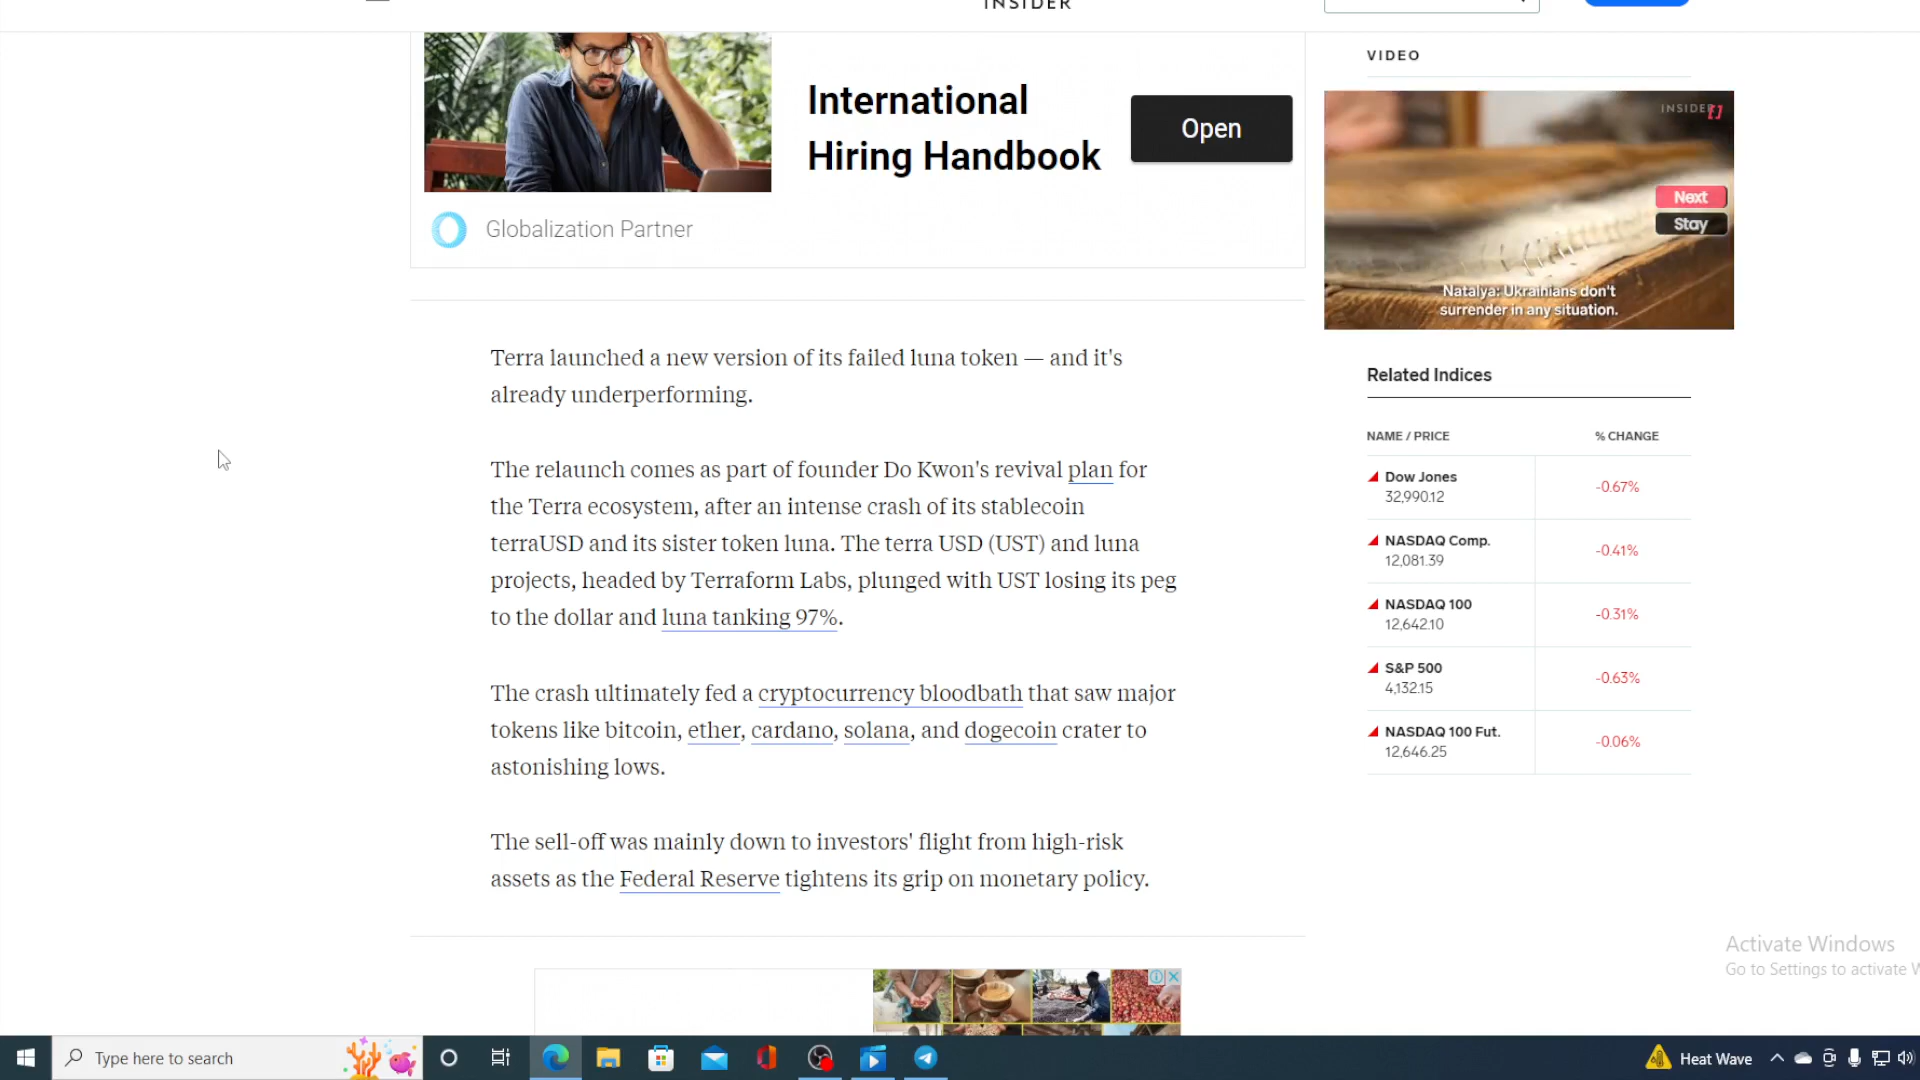 INSIDER
International
Hiring Handbook
Open
Globalization Partner
Terra launched a new version of its failed luna token — and it's
already underperforming.
The relaunch comes as part of founder Do Kwon's revival plan for
the Terra ecosystem, after an intense crash of its stablecoin
terraUSD and its sister token luna. The terra USD (UST) and luna
projects, headed by Terraform Labs, plunged with UST losing its peg
to the dollar and luna tanking 97%.
The crash ultimately fed a cryptocurrency bloodbath that saw major
tokens like bitcoin, ether, cardano, solana, and dogecoin crater to
astonishing lows.
The sell-off was mainly down to investors' flight from high-risk
assets as the Federal Reserve tightens its grip on monetary policy.
VIDEO
INSIDER
Next
Stay
Natalya: Ukrainians don't
surrender in any situation.
Related Indices
NAME / PRICE % CHANGE
Dow Jones
32,990.12 -0.67%
NASDAQ Comp.
12,081.39 -0.41%
NASDAQ 100
12,642.10 -0.31%
S&P 500
4,132.15 -0.63%
NASDAQ 100 Fut.
12,646.25 -0.06%
Activate Windows
Go to Settings to activate W
Type here to search
Heat Wave